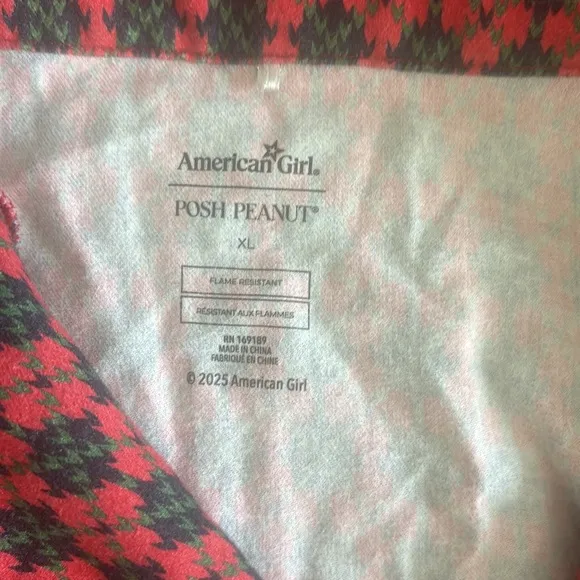 American Girl®
POSH PEANUT®
XL
FLAME RESISTANT
RÉSISTANT AUX FLAMMES
RN 169189
MADE IN CHINA
FABRIQUÉ EN CHINE
© 2025 American Girl